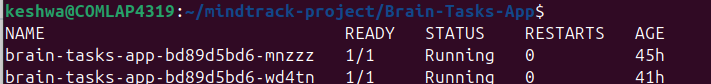 keshwa@COMLAP4319:~/mindtrack-project/Brain-Tasks-App$
NAME READY STATUS RESTARTS AGE
brain-tasks-app-bd89d5bd6-mnzzz 1/1 Running 0 45h
brain-tasks-app-bd89d5bd6-wd4tn 1/1 Running 0 41h